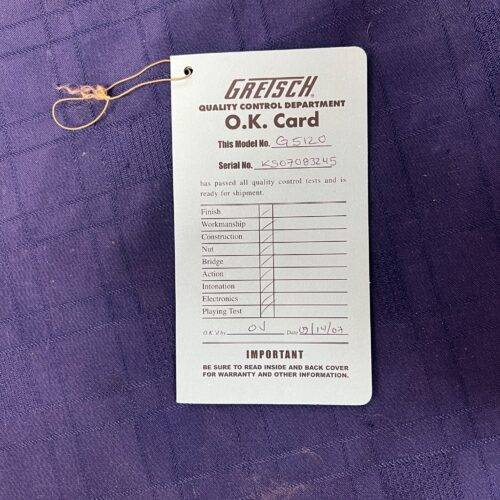 GRETSCH
QUALITY CONTROL DEPARTMENT
O.K. Card
This Model No. G5120
Serial No. KS07083245
has passed all quality control tests and is
ready for shipment.
Finish
Workmanship
Construction
Nut
Bridge
Action
Intonation
Electronics
Playing Test
O.K.'d by OV Date 9/14/07
IMPORTANT
BE SURE TO READ INSIDE AND BACK COVER
FOR WARRANTY AND OTHER INFORMATION.